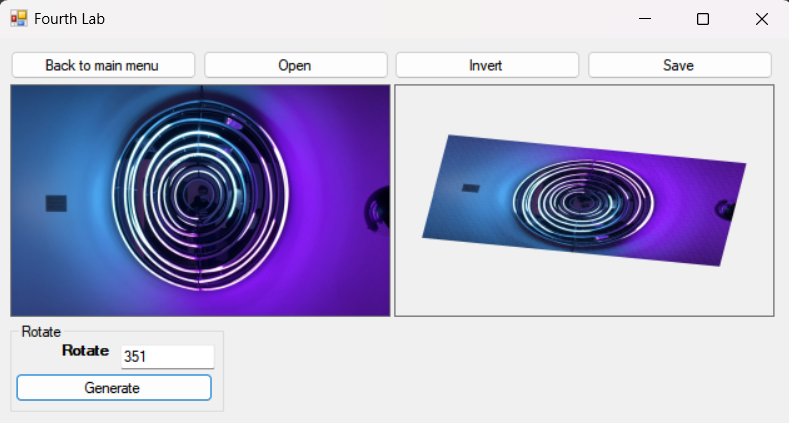 Fourth Lab
Back to main menu
Open
Invert
Save
Rotate
Rotate
351
Generate